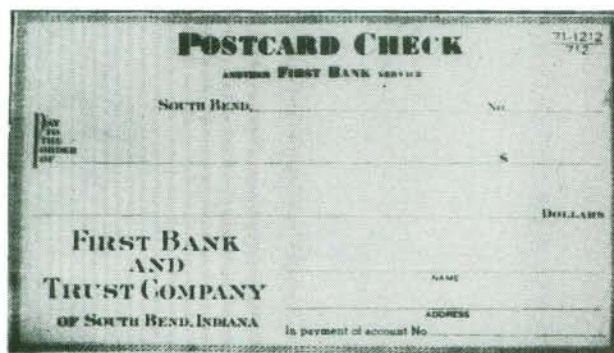 POSTCARD CHECK
71-1212
712
ANOTHER FIRST BANK SERVICE
SOUTH BEND, No.
PAY
TO
THE
ORDER
OF $
DOLLARS
FIRST BANK
AND
TRUST COMPANY
OF SOUTH BEND, INDIANA
NAME
ADDRESS
In payment of account No.